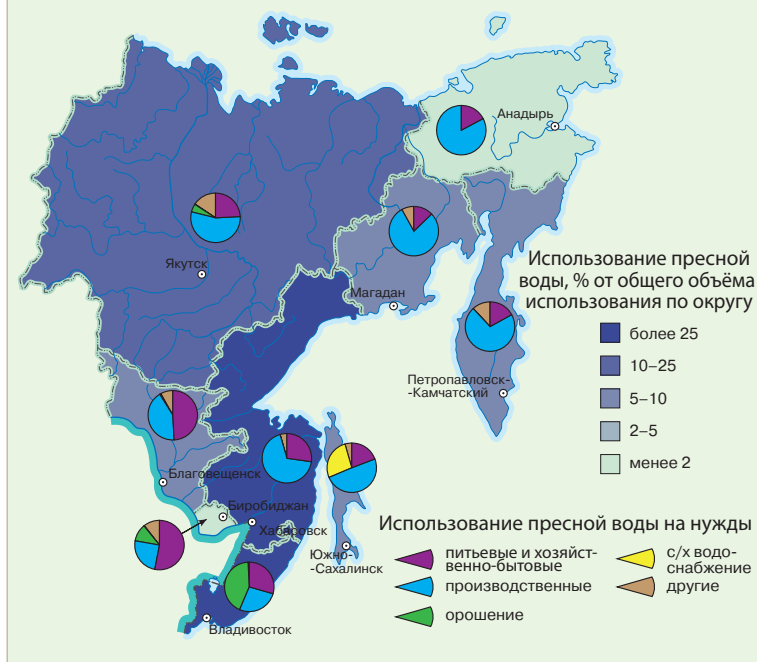 Анадырь
Якутск
Магадан
Петропавловск-
-Камчатский
Благовещенск
Биробиджан
Хабаровск
Южно-
-Сахалинск
Владивосток
Использование пресной
воды, % от общего объёма
использования по округу
более 25
10–25
5–10
2–5
менее 2
Использование пресной воды на нужды
питьевые и хозяйст-
венно-бытовые
производственные
орошение
с/х водо-
снабжение
другие